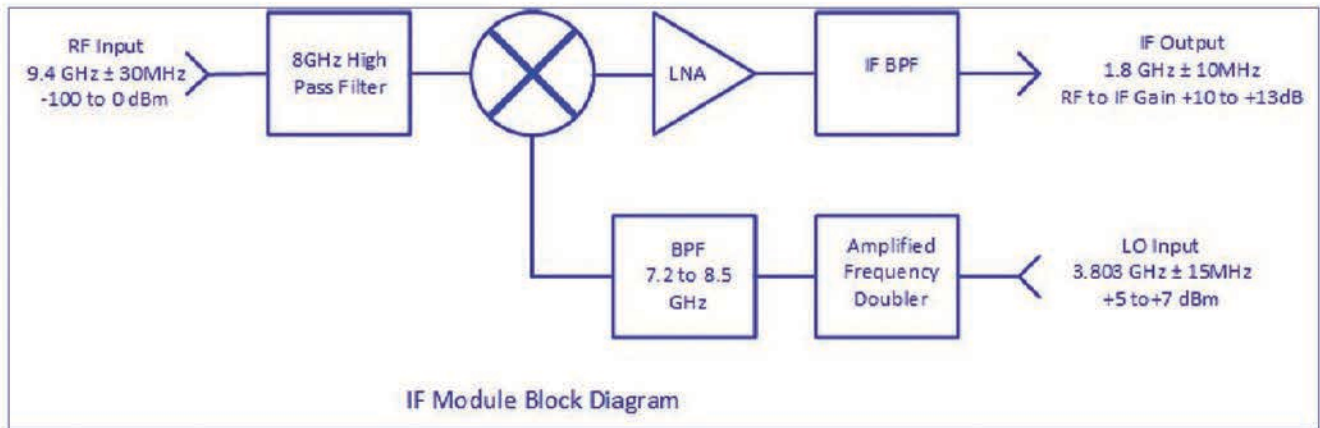 RF Input
9.4 GHz ± 30MHz
-100 to 0 dBm
8GHz High
Pass Filter
LNA
IF BPF
IF Output
1.8 GHz ± 10MHz
RF to IF Gain +10 to +13dB
BPF
7.2 to 8.5
GHz
Amplified
Frequency
Doubler
LO Input
3.803 GHz ± 15MHz
+5 to+7 dBm
IF Module Block Diagram